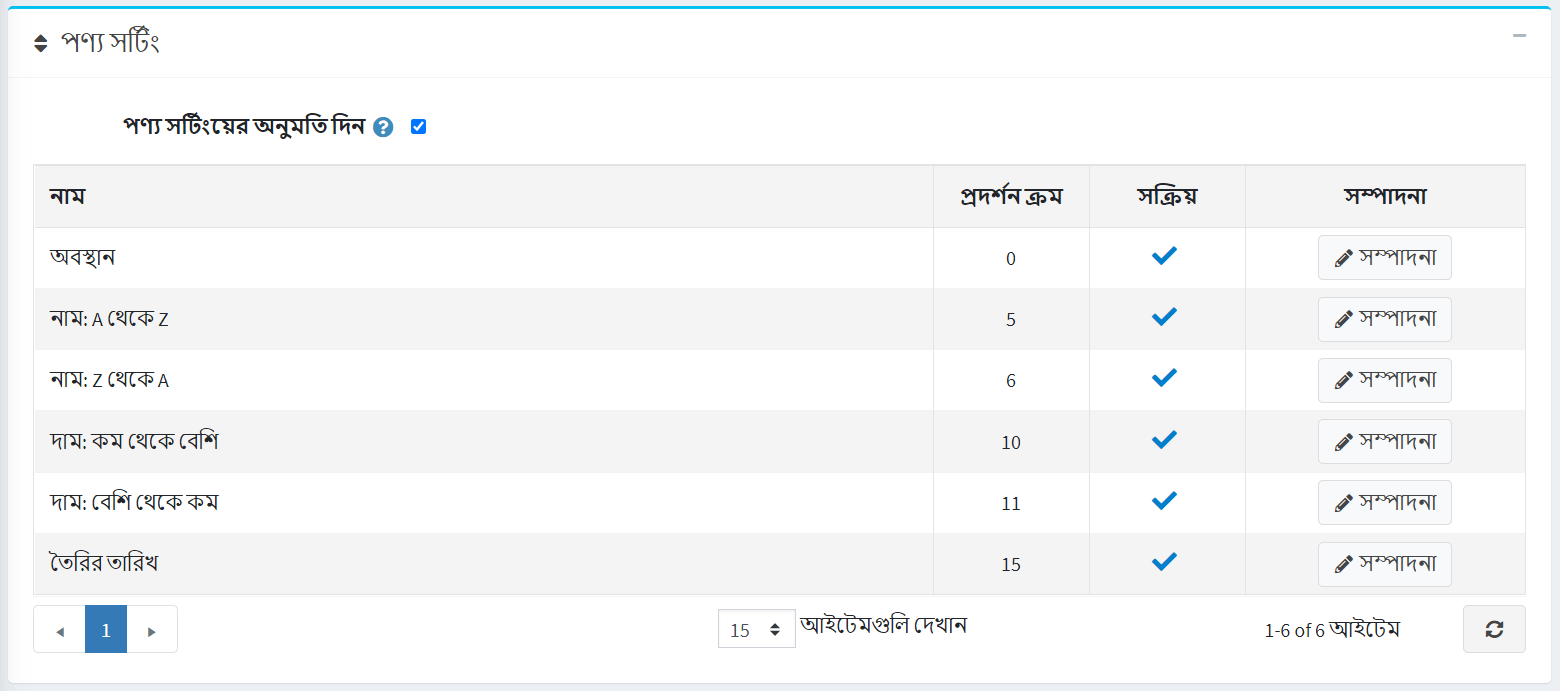 পণ্য সর্টিং
পণ্য সর্টিংয়ের অনুমতি দিন ?
নাম প্রদর্শন ক্রম সক্রিয় সম্পাদনা
অবস্থান 0 সম্পাদনা
নাম: A থেকে Z 5 সম্পাদনা
নাম: Z থেকে A 6 সম্পাদনা
দাম: কম থেকে বেশি 10 সম্পাদনা
দাম: বেশি থেকে কম 11 সম্পাদনা
তৈরির তারিখ 15 সম্পাদনা
1 15 আইটেমগুলি দেখান 1-6 of 6 আইটেম